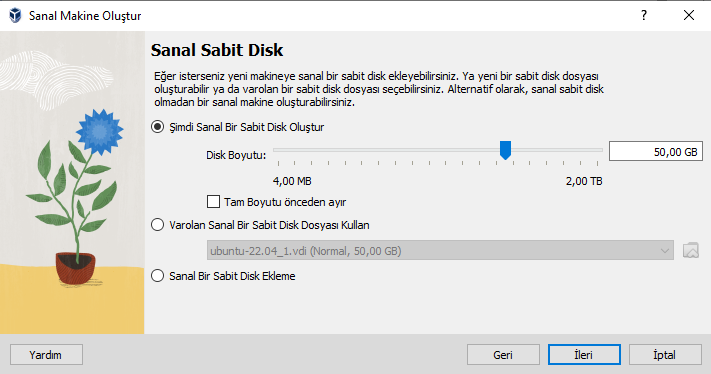 Sanal Makine Oluştur
?
Sanal Sabit Disk
Eğer isterseniz yeni makineye sanal bir sabit disk ekleyebilirsiniz. Ya yeni bir sabit disk dosyası
oluşturabilir ya da varolan bir sabit disk dosyası seçebilirsiniz. Alternatif olarak, sanal sabit disk
olmadan bir sanal makine oluşturabilirsiniz.
Şimdi Sanal Bir Sabit Disk Oluştur
Disk Boyutu: 50,00 GB
4,00 MB 2,00 TB
Tam Boyutu önceden ayır
Varolan Sanal Bir Sabit Disk Dosyası Kullan
ubuntu-22.04_1.vdi (Normal, 50,00 GB)
Sanal Bir Sabit Disk Ekleme
Yardım Geri İleri İptal